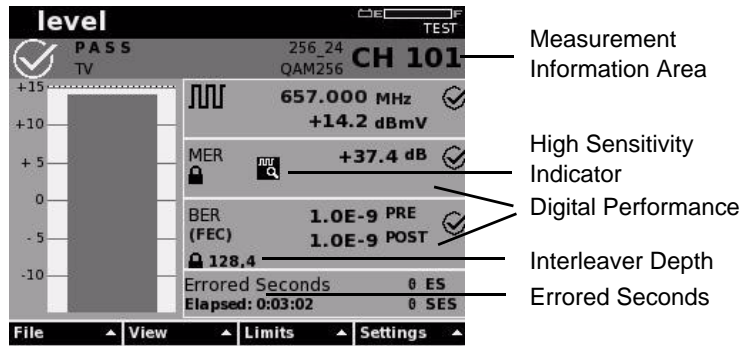 level
E F
TEST
PASS
TV
256_24
QAM256
CH 101
+15
+10
+ 5
0
- 5
-10
657.000 MHz
+14.2 dBmV
MER
+37.4 dB
BER
(FEC)
1.0E-9 PRE
1.0E-9 POST
128,4
Errored Seconds
0 ES
Elapsed: 0:03:02
0 SES
File
View
Limits
Settings
Measurement
Information Area
High Sensitivity
Indicator
Digital Performance
Interleaver Depth
Errored Seconds